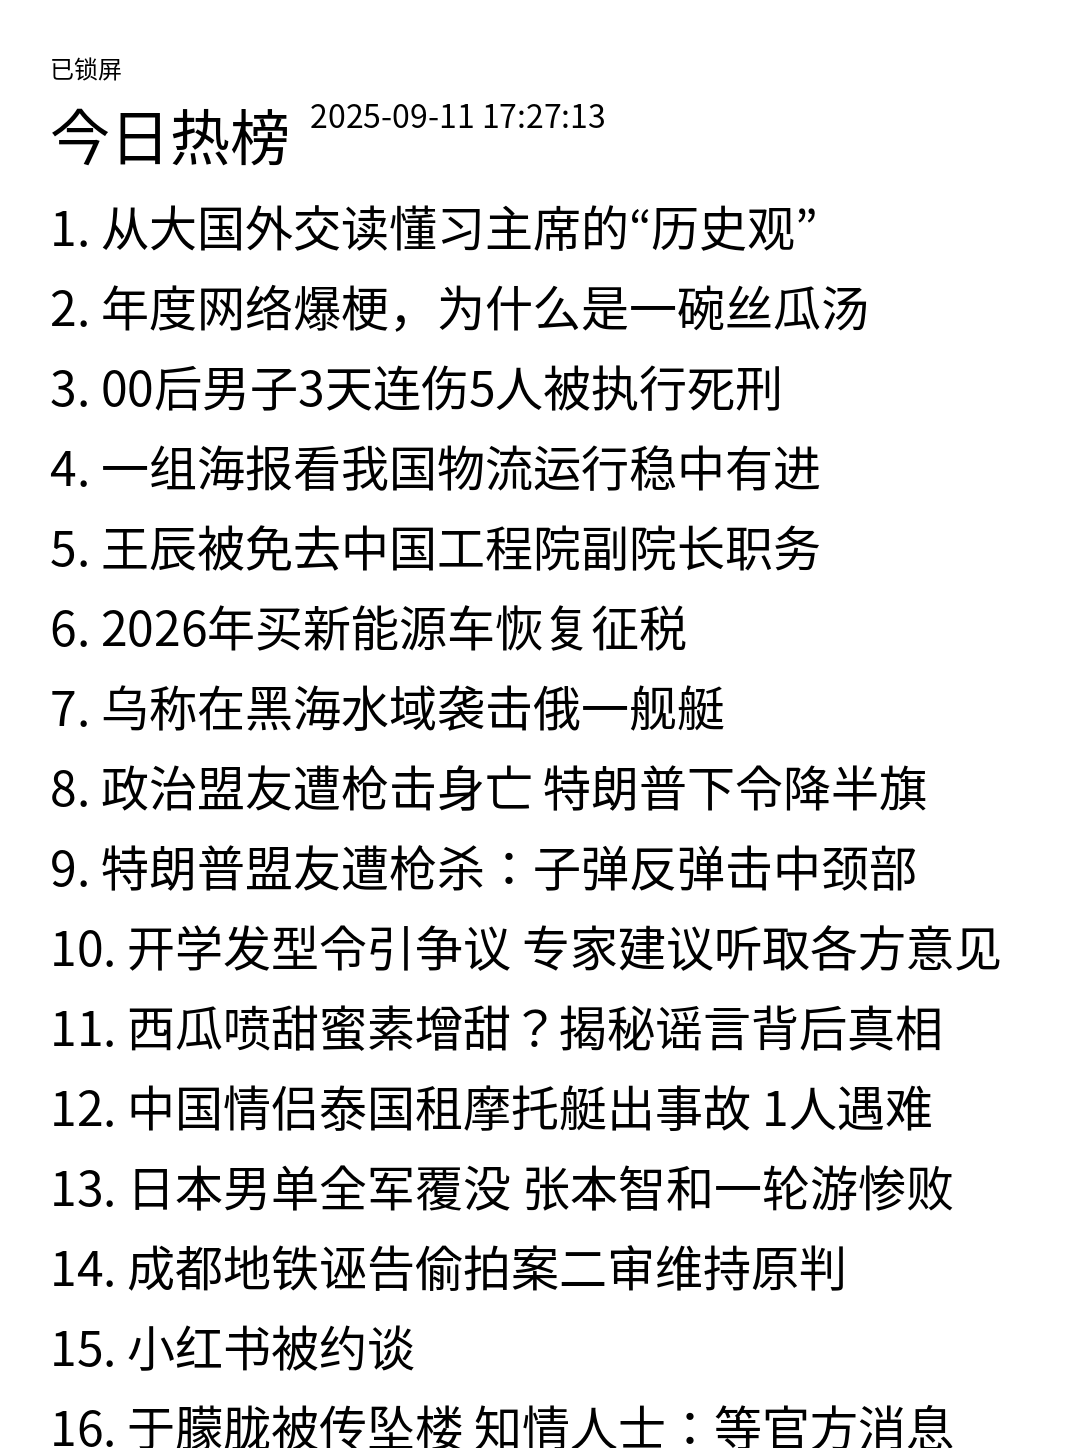 已锁屏
今日热榜 2025-09-11 17:27:13
1. 从大国外交读懂习主席的“历史观”
2. 年度网络爆梗，为什么是一碗丝瓜汤
3. 00后男子3天连伤5人被执行死刑
4. 一组海报看我国物流运行稳中有进
5. 王辰被免去中国工程院副院长职务
6. 2026年买新能源车恢复征税
7. 乌称在黑海水域袭击俄一舰艇
8. 政治盟友遭枪击身亡 特朗普下令降半旗
9. 特朗普盟友遭枪杀：子弹反弹击中颈部
10. 开学发型令引争议 专家建议听取各方意见
11. 西瓜喷甜蜜素增甜？揭秘谣言背后真相
12. 中国情侣泰国租摩托艇出事故 1人遇难
13. 日本男单全军覆没 张本智和一轮游惨败
14. 成都地铁诬告偷拍案二审维持原判
15. 小红书被约谈
16. 于朦胧被传坠楼 知情人士：等官方消息